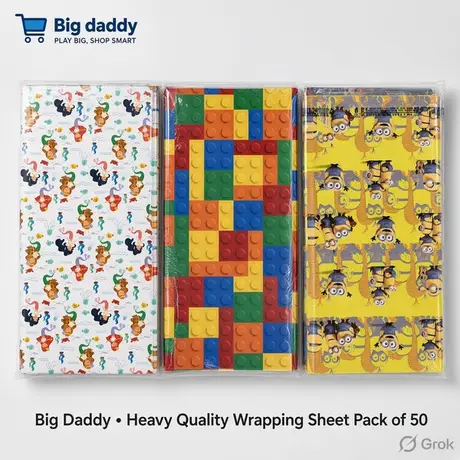 Big daddy
PLAY BIG, SHOP SMART
Big Daddy • Heavy Quality Wrapping Sheet Pack of 50
Grok